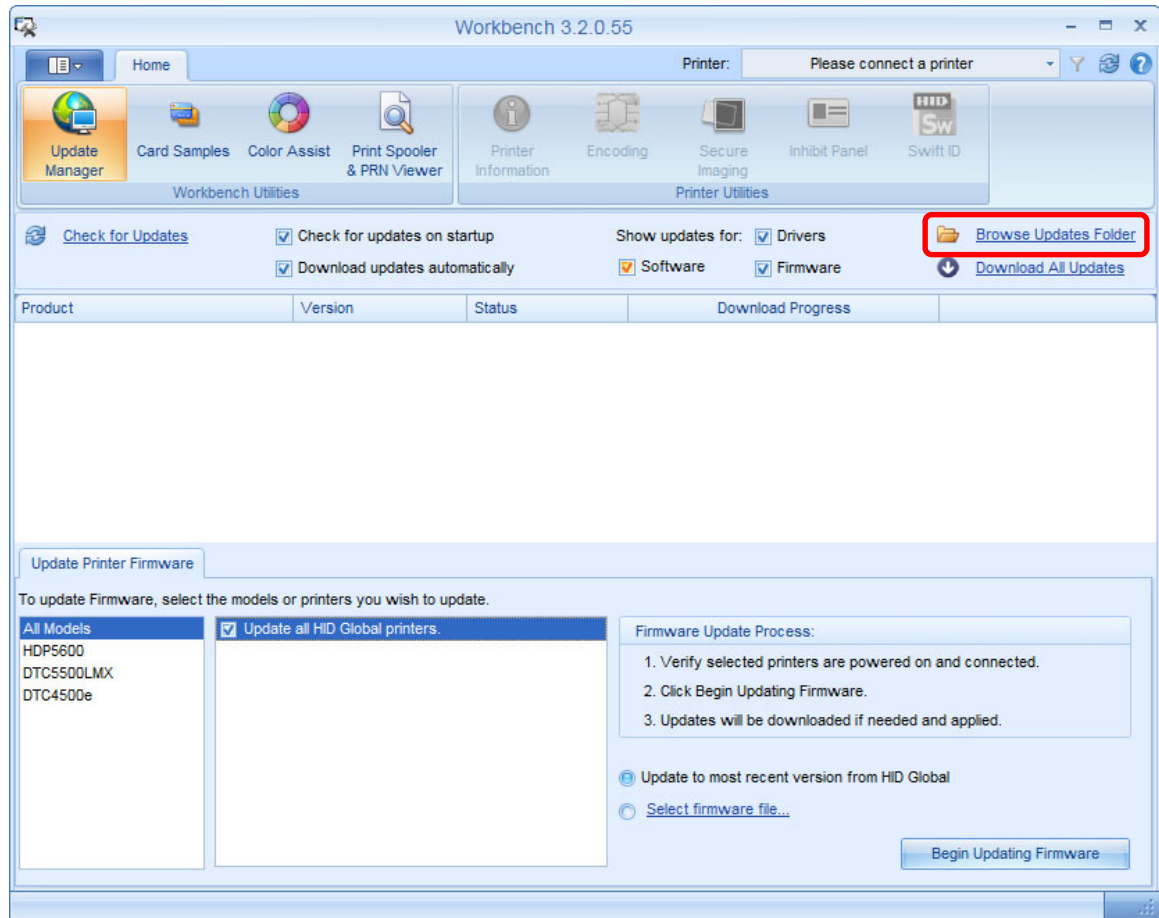 Workbench 3.2.0.55
Home
Printer: Please connect a printer
Update Manager
Card Samples
Color Assist
Print Spooler & PRN Viewer
Printer Information
Encoding
Secure Imaging
Inhibit Panel
HID
Sw
Swift ID
Workbench Utilities
Printer Utilities
Check for Updates
Check for updates on startup
Show updates for: Drivers
Browse Updates Folder
Download updates automatically
Software
Firmware
Download All Updates
Product Version Status Download Progress
Update Printer Firmware
To update Firmware, select the models or printers you wish to update.
All Models
HDP5600
DTC5500LMX
DTC4500e
Update all HID Global printers.
Firmware Update Process:
1. Verify selected printers are powered on and connected.
2. Click Begin Updating Firmware.
3. Updates will be downloaded if needed and applied.
Update to most recent version from HID Global
Select firmware file...
Begin Updating Firmware